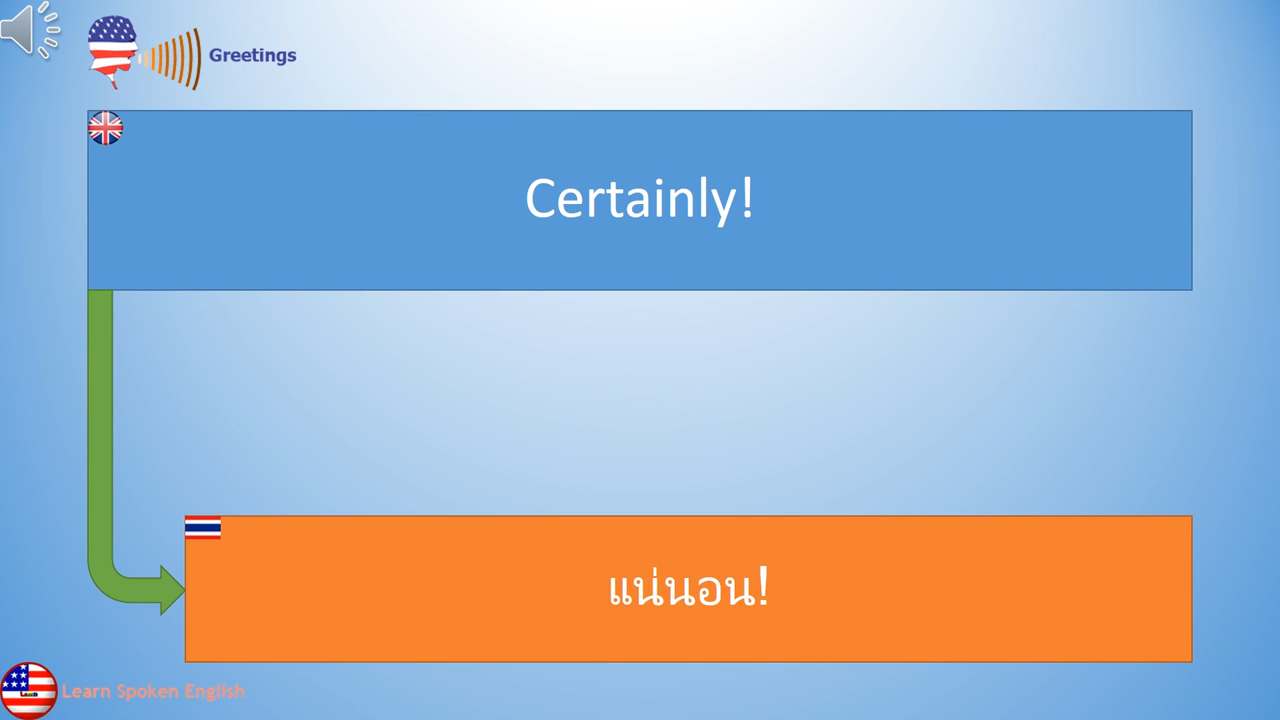 Greetings
Certainly!
แน่นอน!
Learn Spoken English